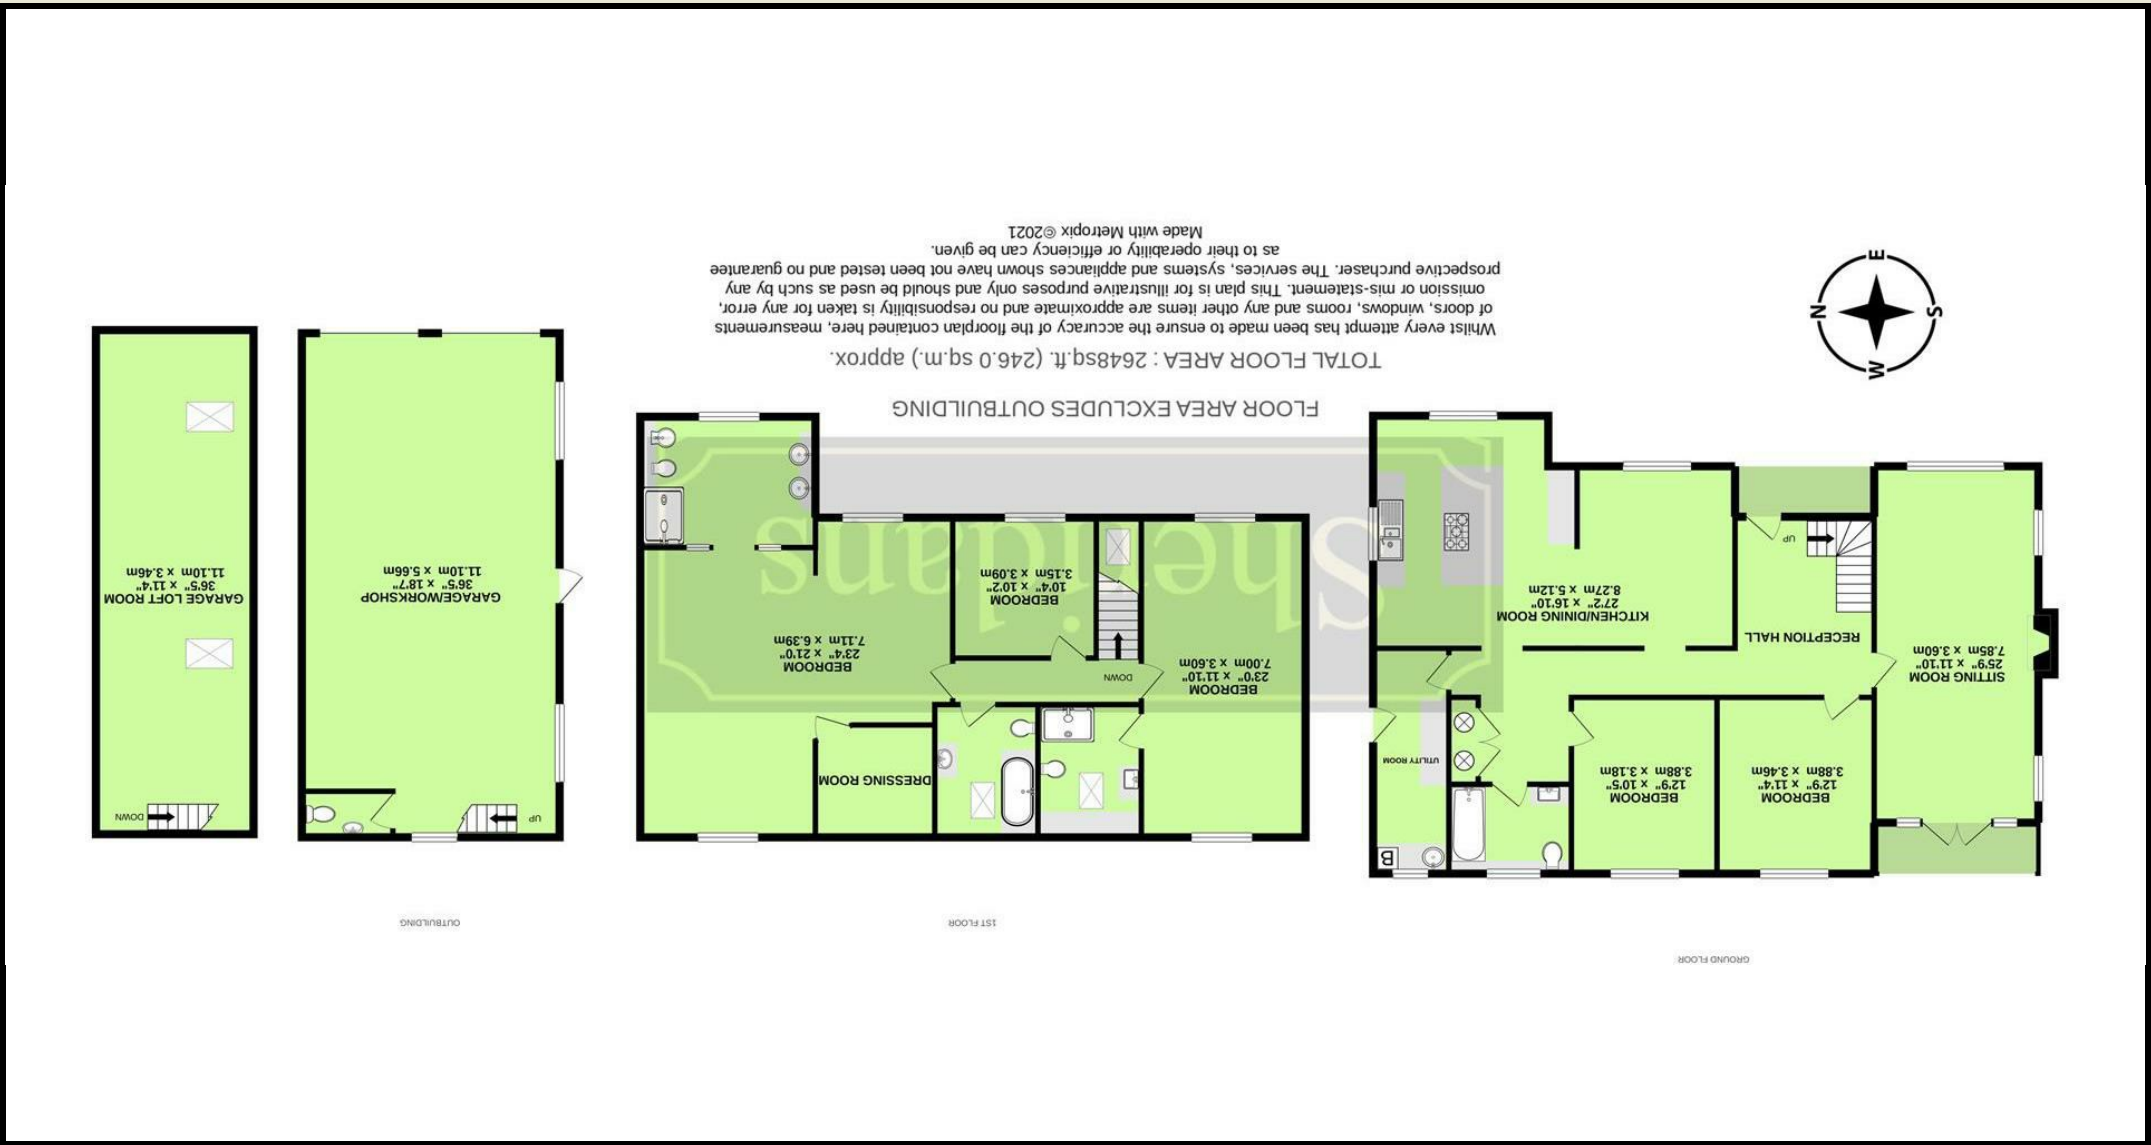 GROUND FLOOR
SITTING ROOM
25'9" x 11'10"
7.85m x 3.60m
BEDROOM
12'9" x 11'4"
3.88m x 3.46m
BEDROOM
12'9" x 10'5"
3.88m x 3.18m
B
UTILITY ROOM
RECEPTION HALL
UP
KITCHEN/DINING ROOM
27'2" x 16'10"
8.27m x 5.12m
1ST FLOOR
BEDROOM
23'0" x 11'10"
7.00m x 3.60m
DOWN
DRESSING ROOM
BEDROOM
10'4" x 10'2"
3.15m x 3.09m
BEDROOM
23'4" x 21'0"
7.11m x 6.39m
OUTBUILDING
UP
GARAGE/WORKSHOP
36'5" x 18'7"
11.10m x 5.66m
DOWN
GARAGE LOFT ROOM
36'5" x 11'4"
11.10m x 3.46m
Sheridans
FLOOR AREA EXCLUDES OUTBUILDING
TOTAL FLOOR AREA : 2648sq.ft. (246.0 sq.m.) approx.
Whilst every attempt has been made to ensure the accuracy of the floorplan contained here, measurements
of doors, windows, rooms and any other items are approximate and no responsibility is taken for any error,
omission or mis-statement. This plan is for illustrative purposes only and should be used as such by any
prospective purchaser. The services, systems and appliances shown have not been tested and no guarantee
as to their operability or efficiency can be given.
Made with Metropix ©2021
W
S
N
E